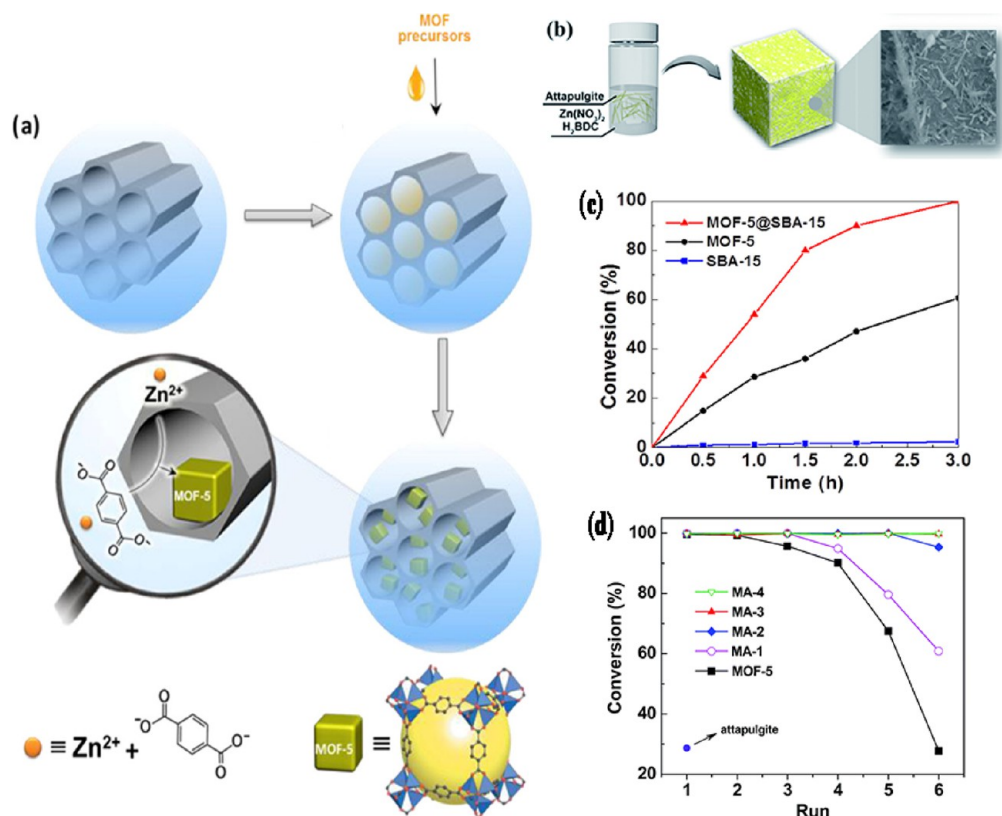 MOF
precursors
(a)
Zn2+
O
O
MOF-5
O
O
≡ Zn2+ +
O
-O
O-
O
MOF-5
≡
(b)
Attapulgite
Zn(NO3)2
H2BDC
(c)
Conversion (%)
100
80
60
40
20
0
MOF-5@SBA-15
MOF-5
SBA-15
0.0 0.5 1.0 1.5 2.0 2.5 3.0
Time (h)
(d)
Conversion (%)
100
80
60
40
20
MA-4
MA-3
MA-2
MA-1
MOF-5
attapulgite
1 2 3 4 5 6
Run